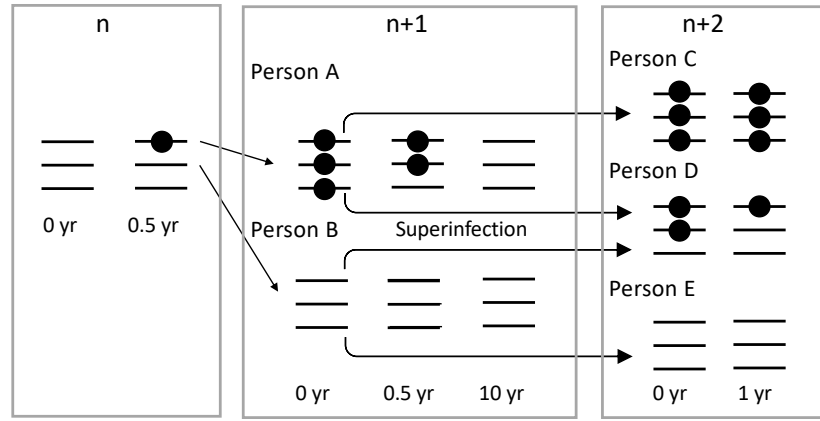 n
0 yr
0.5 yr
n+1
Person A
Person B
Superinfection
0 yr
0.5 yr
10 yr
n+2
Person C
Person D
Person E
0 yr
1 yr